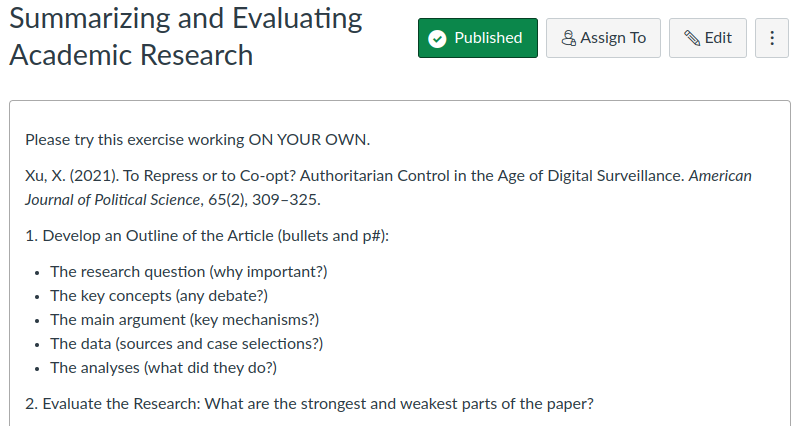 Summarizing and Evaluating
Academic Research
Published
Assign To
Edit
Please try this exercise working ON YOUR OWN.
Xu, X. (2021). To Repress or to Co-opt? Authoritarian Control in the Age of Digital Surveillance. American
Journal of Political Science, 65(2), 309–325.
1. Develop an Outline of the Article (bullets and p#):
• The research question (why important?)
• The key concepts (any debate?)
• The main argument (key mechanisms?)
• The data (sources and case selections?)
• The analyses (what did they do?)
2. Evaluate the Research: What are the strongest and weakest parts of the paper?